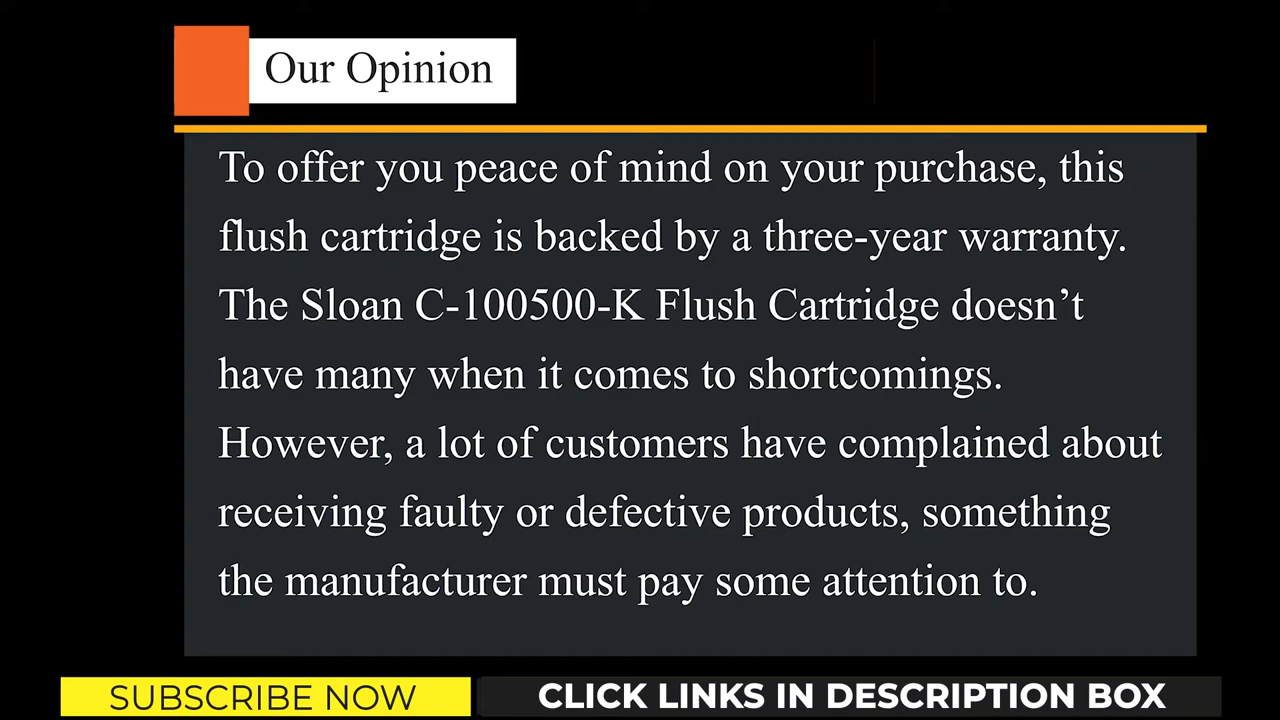 Our Opinion
To offer you peace of mind on your purchase, this
flush cartridge is backed by a three-year warranty.
The Sloan C-100500-K Flush Cartridge doesn’t
have many when it comes to shortcomings.
However, a lot of customers have complained about
receiving faulty or defective products, something
the manufacturer must pay some attention to.
SUBSCRIBE NOW
CLICK LINKS IN DESCRIPTION BOX